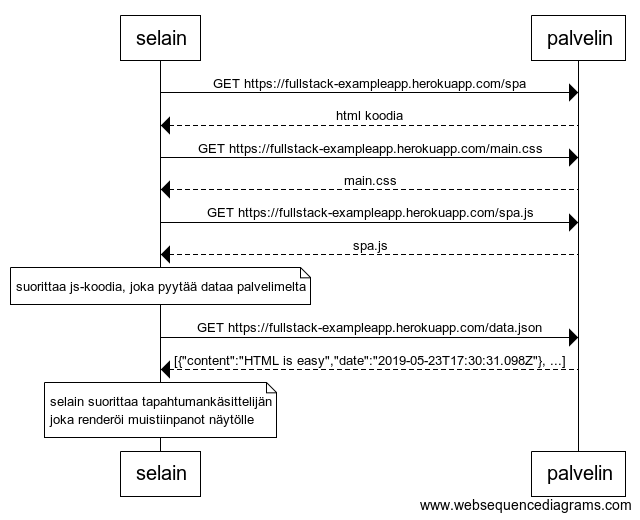 selain
palvelin
GET https://fullstack-exampleapp.herokuapp.com/spa
html koodia
GET https://fullstack-exampleapp.herokuapp.com/main.css
main.css
GET https://fullstack-exampleapp.herokuapp.com/spa.js
spa.js
suorittaa js-koodia, joka pyytää dataa palvelimelta
GET https://fullstack-exampleapp.herokuapp.com/data.json
[{"content":"HTML is easy","date":"2019-05-23T17:30:31.098Z"}, ...]
selain suorittaa tapahtumankäsittelijän
joka renderöi muistiinpanot näytölle
selain
palvelin
www.websequencediagrams.com